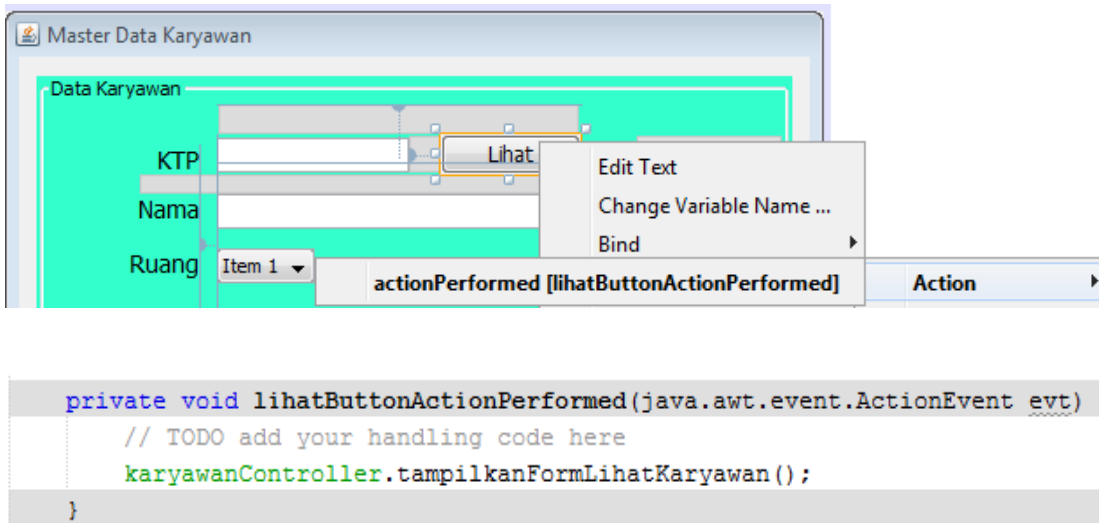 Master Data Karyawan
Data Karyawan
KTP
Lihat
Edit Text
Nama
Change Variable Name ...
Bind
Ruang
Item 1
actionPerformed [lihatButtonActionPerformed]
Action
private void lihatButtonActionPerformed(java.awt.event.ActionEvent evt)
// TODO add your handling code here
karyawanController.tampilkanFormLihatKaryawan();
}